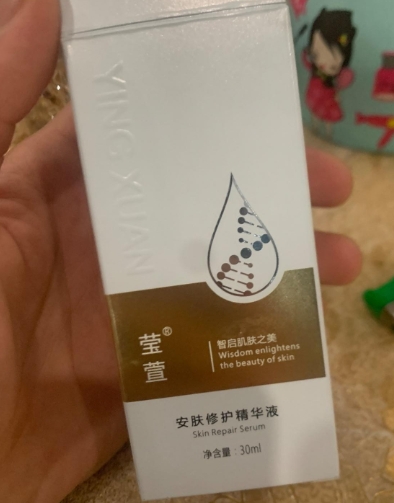 YING XUAN
莹萱®
智启肌肤之美
Wisdom enlightens
the beauty of skin
安肤修护精华液
Skin Repair Serum
净含量：30ml